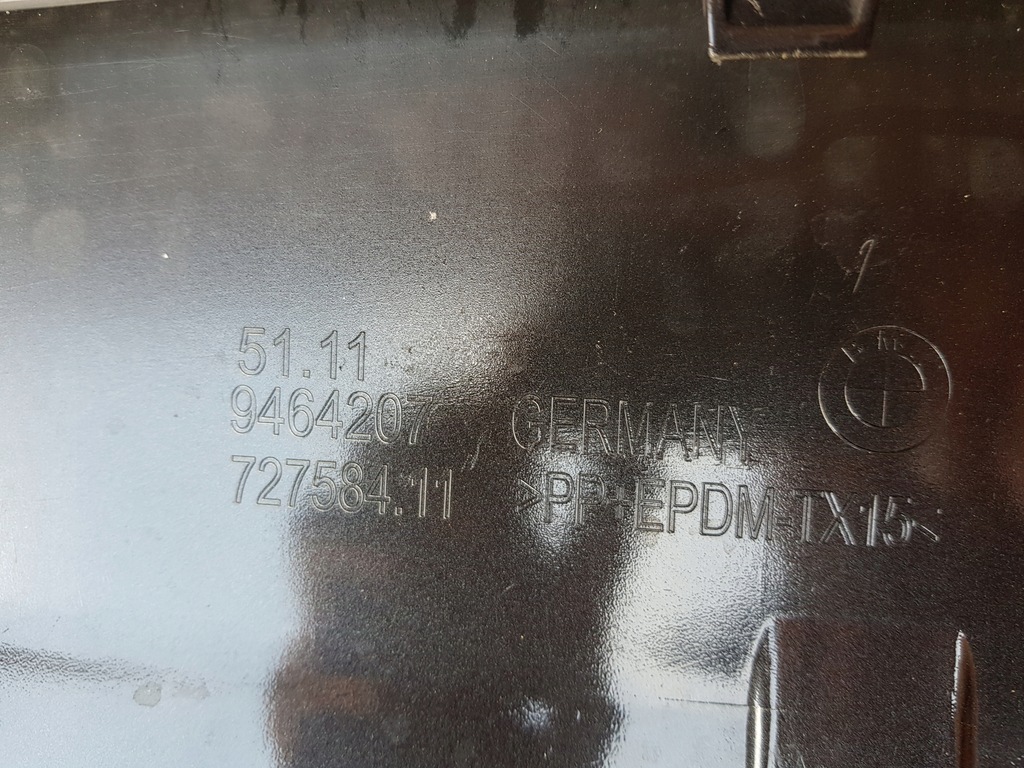 51.11
9464207 GERMANY
727584.11 >PP+EPDM-TX15<